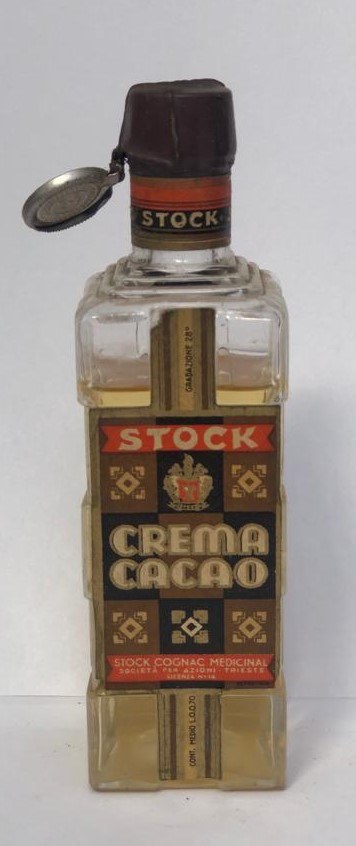 STOCK
GRADAZIONE 28°
STOCK
CREMA
CACAO
STOCK COGNAC MEDICINAL
SOCIETÀ PER AZIONI - TRIESTE
LICENZA Nº 16
CONT. MEDIO L.0.0.70